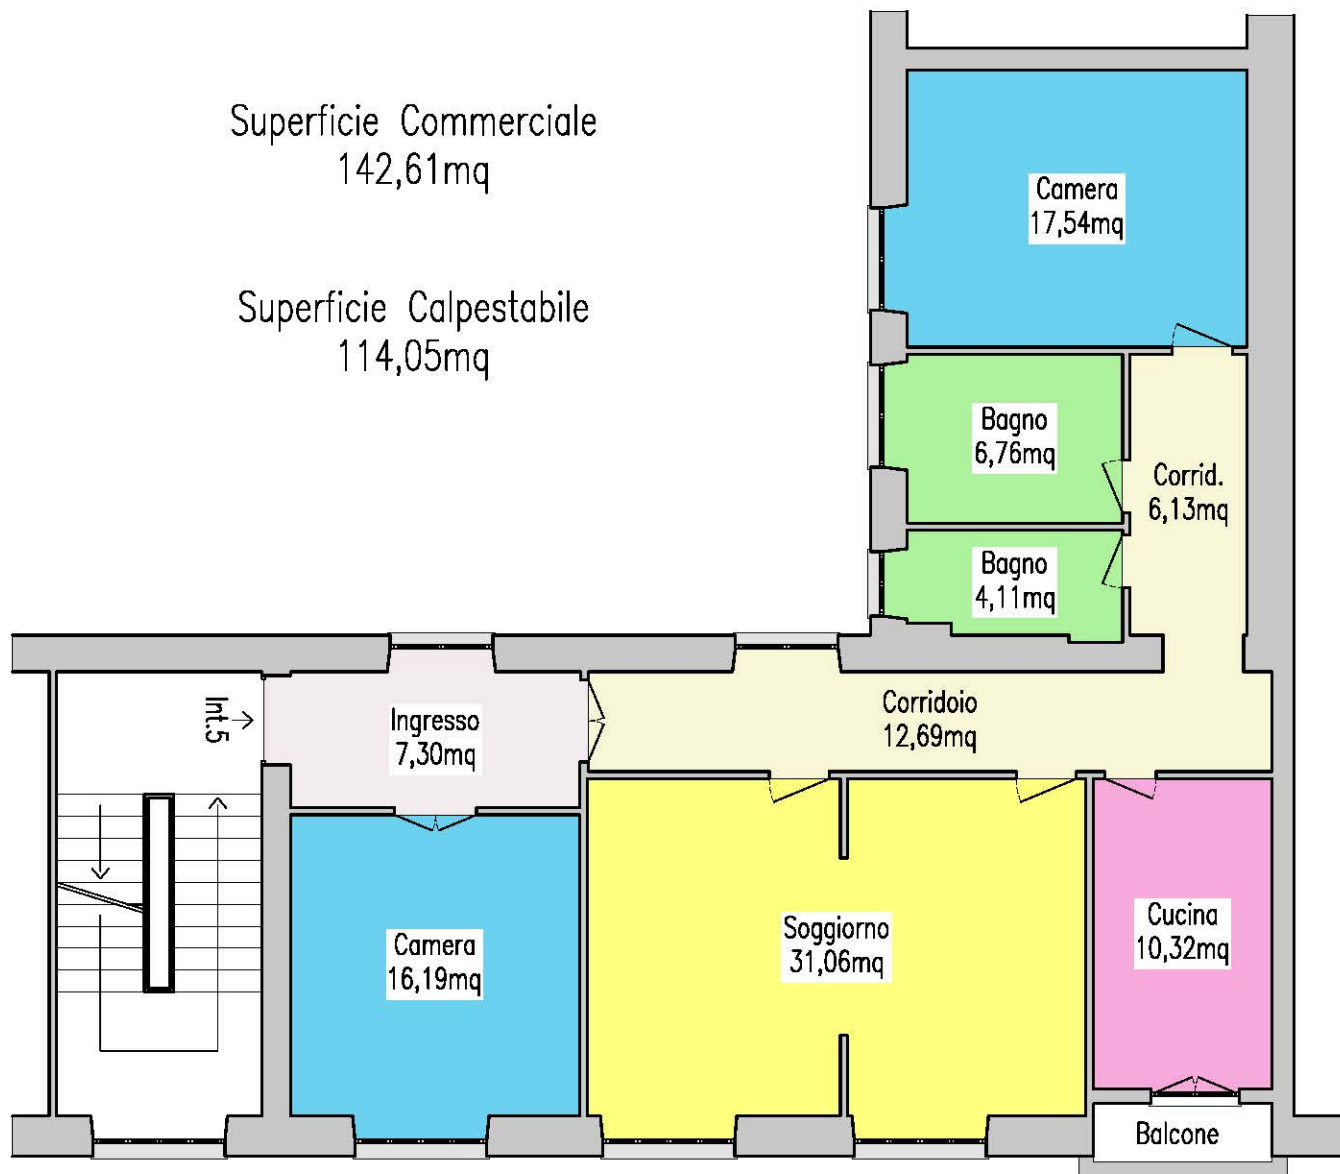 Superficie Commerciale
142,61mq
Superficie Calpestabile
114,05mq
Camera
17,54mq
Bagno
6,76mq
Corrid.
6,13mq
Bagno
4,11mq
Int.5
Ingresso
7,30mq
Corridoio
12,69mq
Camera
16,19mq
Soggiorno
31,06mq
Cucina
10,32mq
Balcone